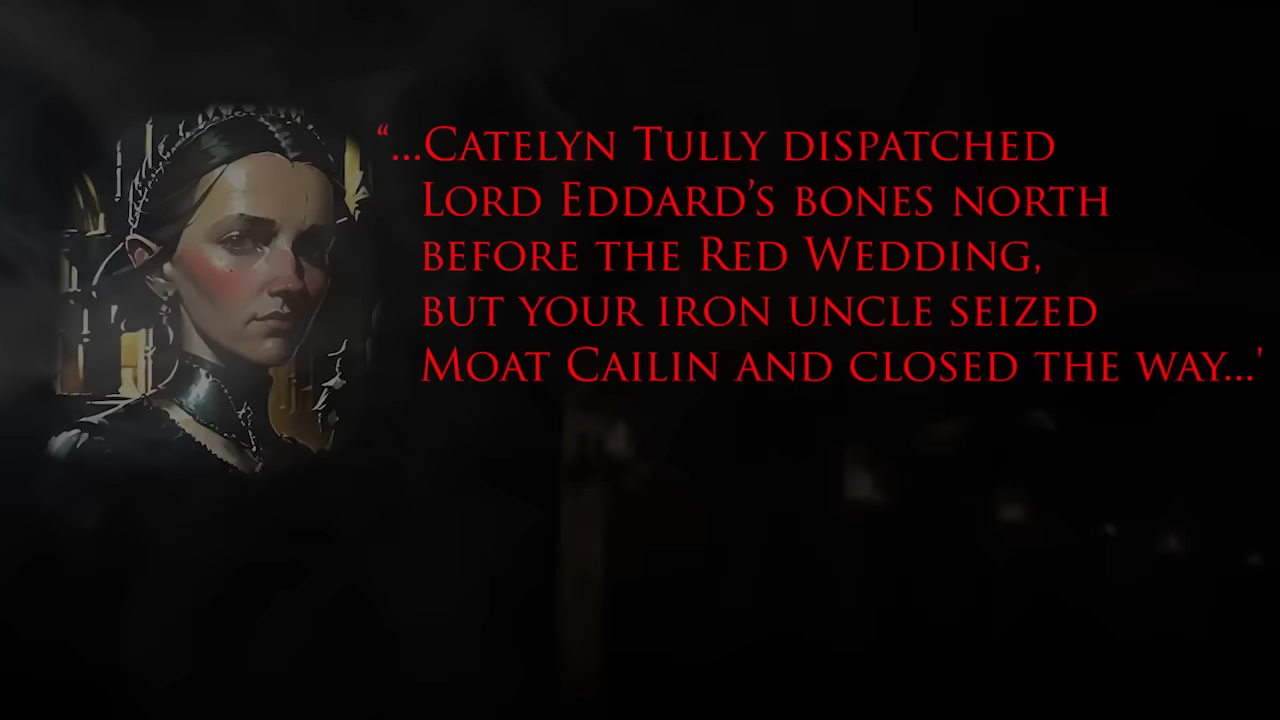 “...Catelyn Tully dispatched
Lord Eddard’s bones north
before the Red Wedding,
but your iron uncle seized
Moat Cailin and closed the way...'